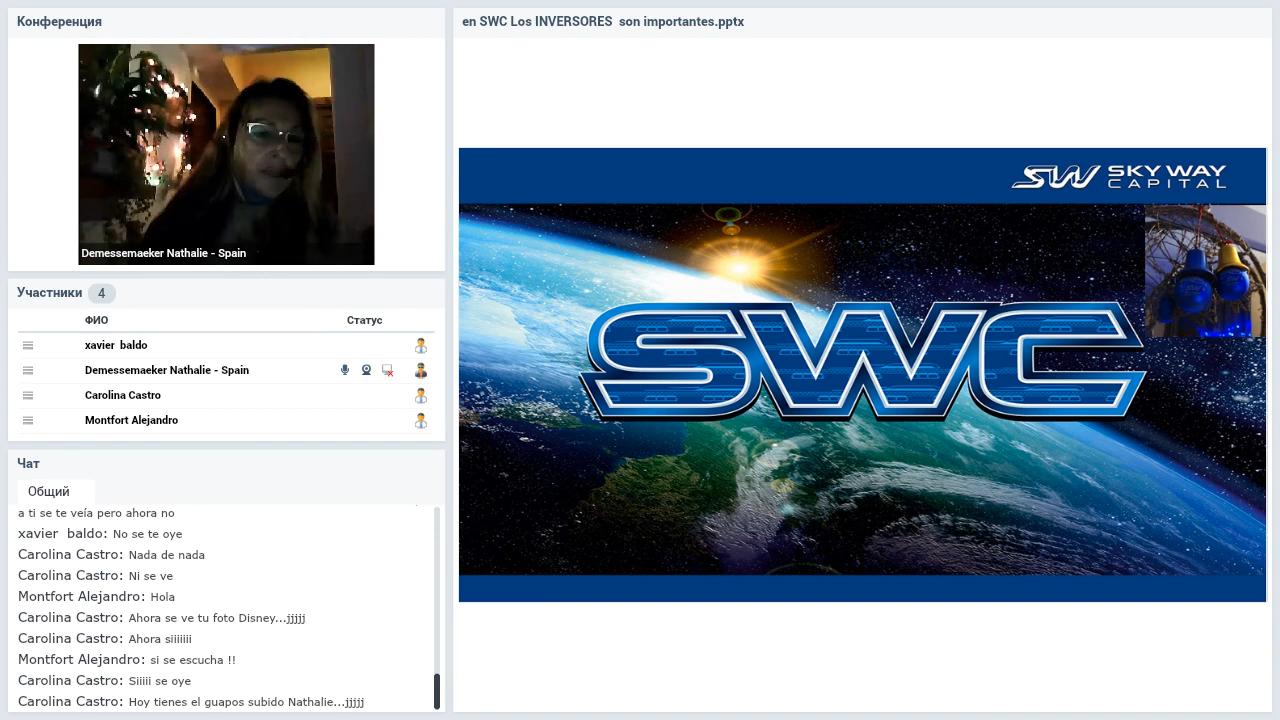 Конференция
Demessemaeker Nathalie - Spain
Участники 4
ФИО Статус
xavier baldo
Demessemaeker Nathalie - Spain
Carolina Castro
Montfort Alejandro
Чат
Общий
a ti se te veía pero ahora no
xavier baldo: No se te oye
Carolina Castro: Nada de nada
Carolina Castro: Ni se ve
Montfort Alejandro: Hola
Carolina Castro: Ahora se ve tu foto Disney...jjjjj
Carolina Castro: Ahora siiiiiii
Montfort Alejandro: si se escucha !!
Carolina Castro: Siiiii se oye
Carolina Castro: Hoy tienes el guapos subido Nathalie...jjjjj
en SWC Los INVERSORES son importantes.pptx
SW SKY WAY
CAPITAL
SWC